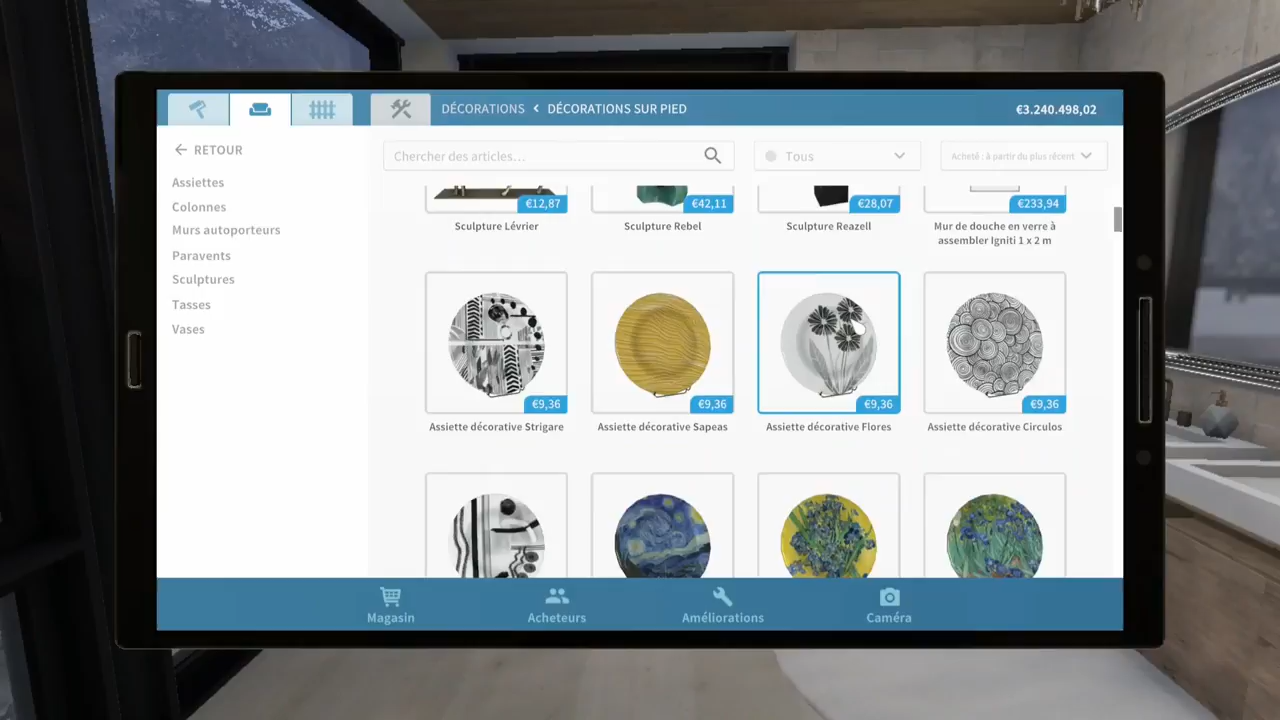 DÉCORATIONS < DÉCORATIONS SUR PIED
€3.240.498,02
RETOUR
Chercher des articles...
Tous
Acheté : à partir du plus récent
Assiettes
Colonnes
Murs autoporteurs
Paravents
Sculptures
Tasses
Vases
€12,87
€42,11
€28,07
€233,94
Sculpture Lévrier
Sculpture Rebel
Sculpture Reazell
Mur de douche en verre à
assembler Igniti 1 x 2 m
€9,36
€9,36
€9,36
€9,36
Assiette décorative Strigare
Assiette décorative Sapeas
Assiette décorative Flores
Assiette décorative Circulos
Magasin
Acheteurs
Améliorations
Caméra